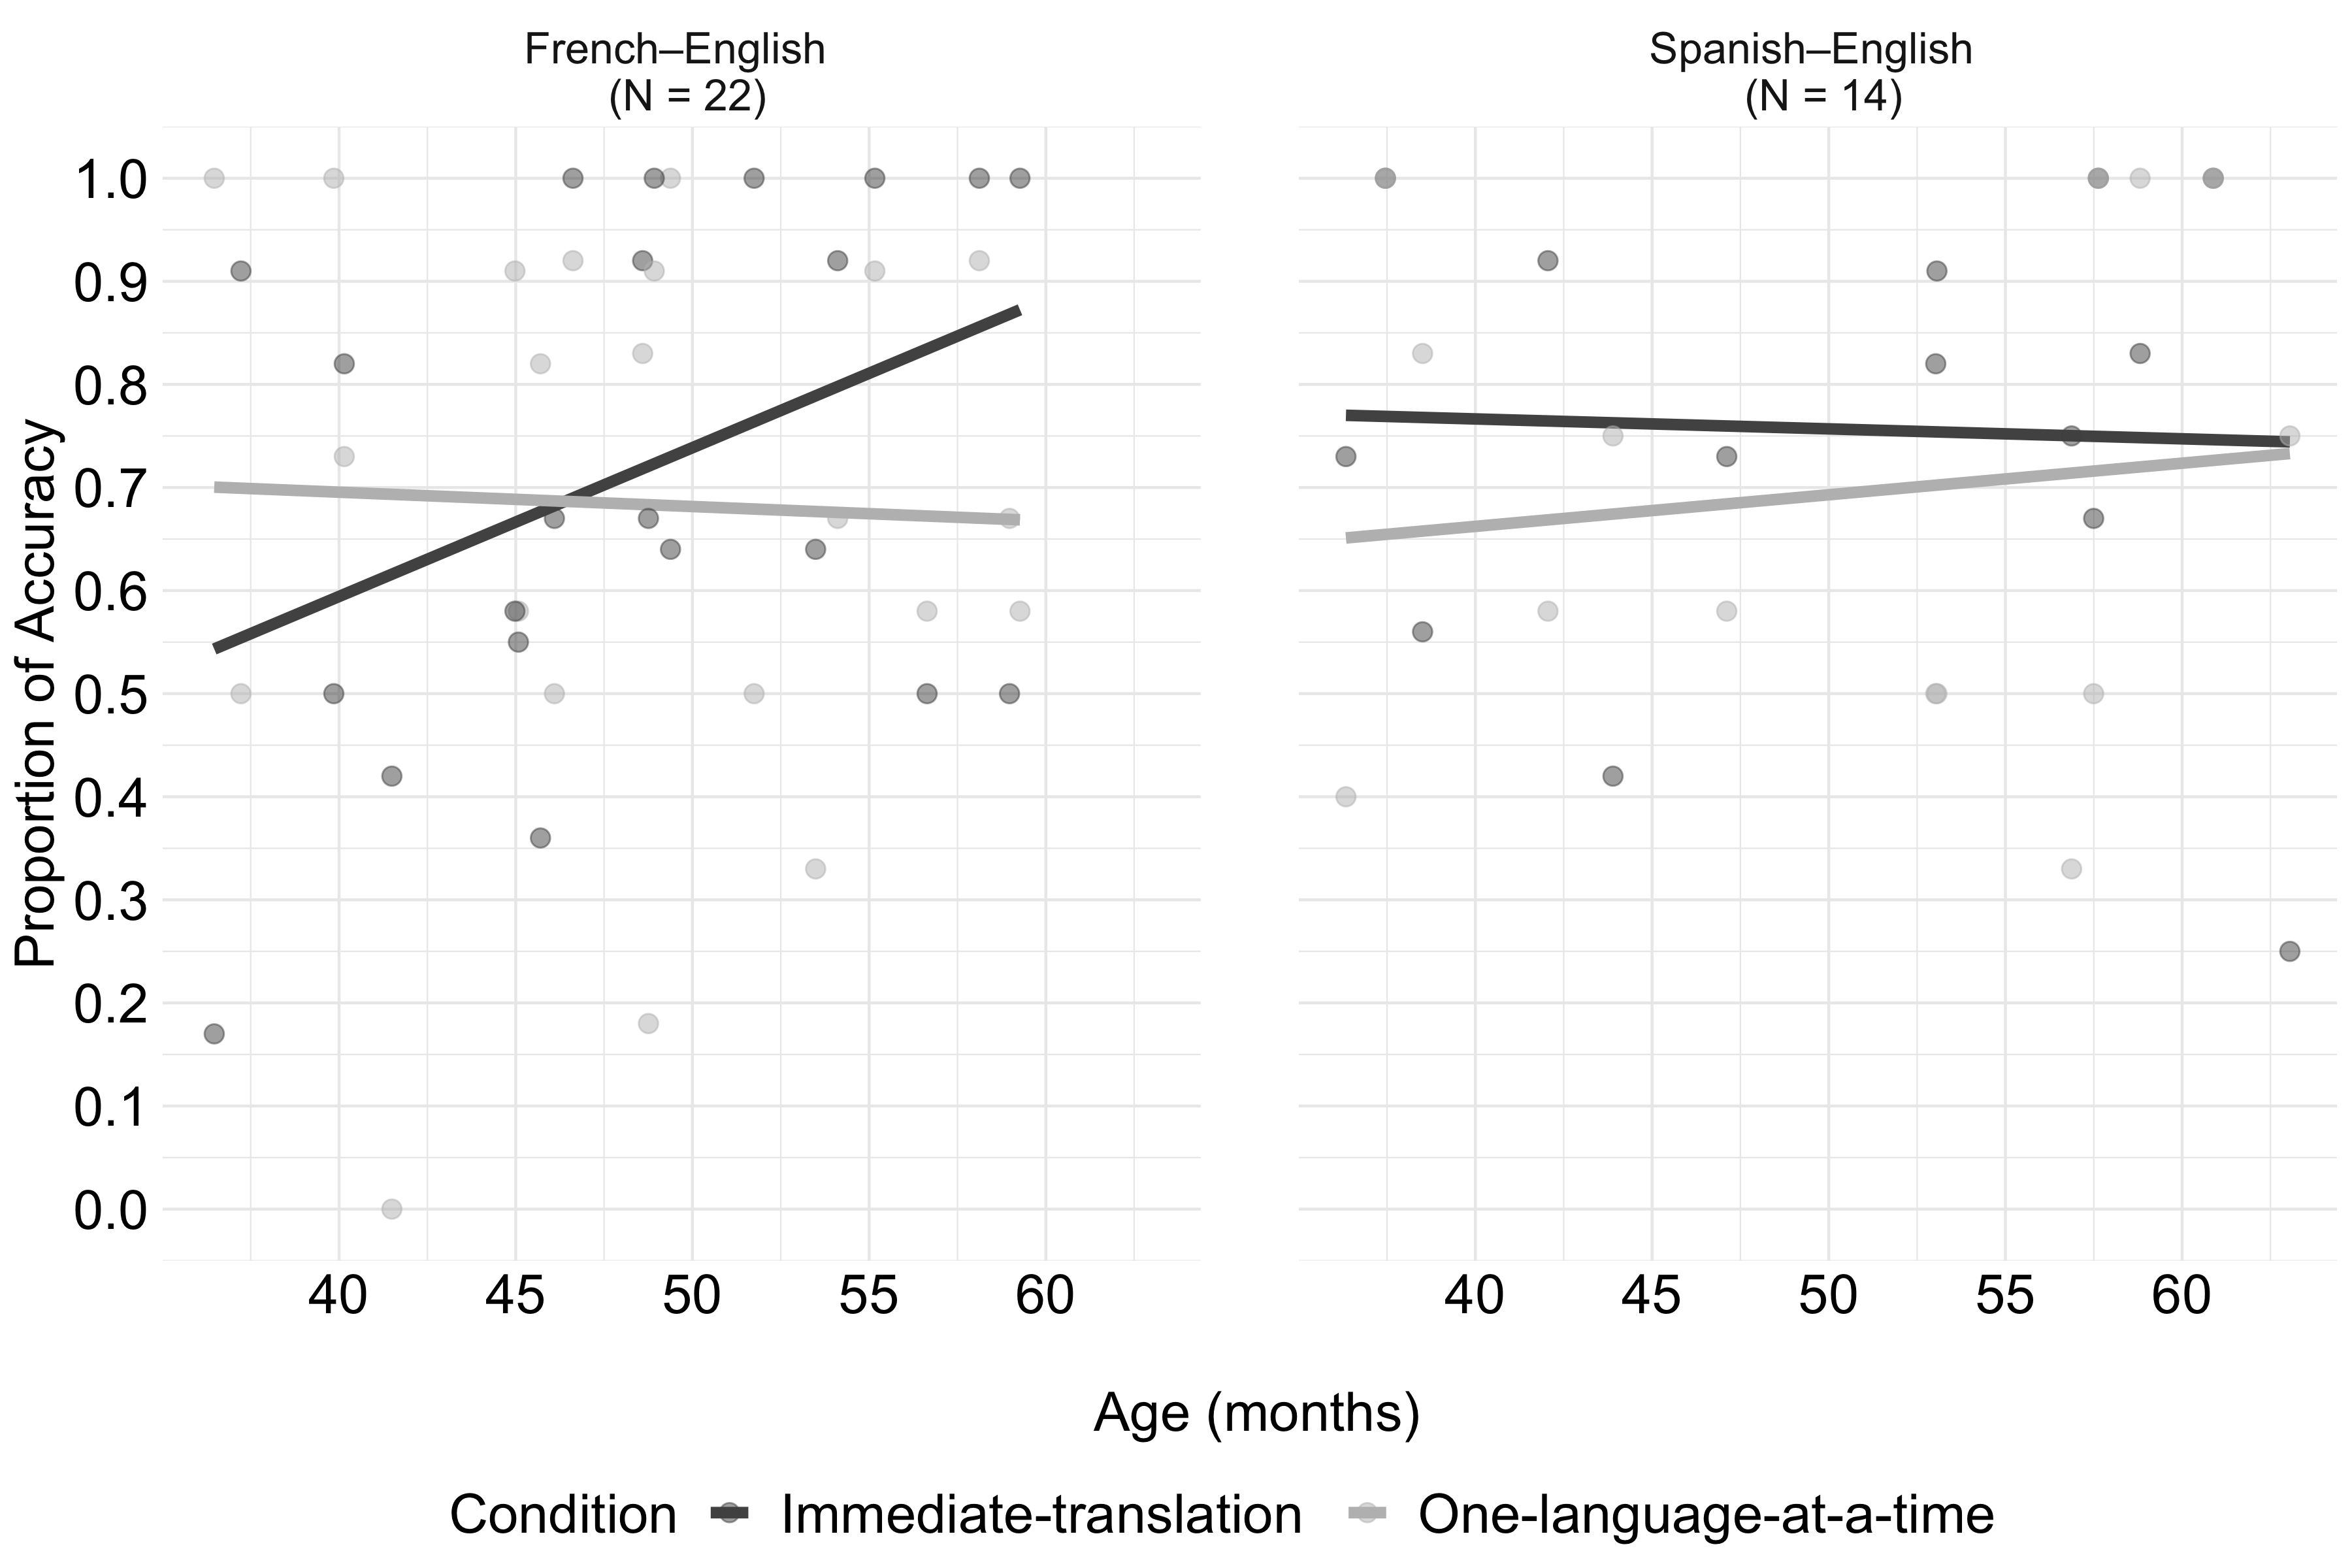 French–English
(N = 22)
Spanish–English
(N = 14)
Proportion of Accuracy
1.0
0.9
0.8
0.7
0.6
0.5
0.4
0.3
0.2
0.1
0.0
40 45 50 55 60
40 45 50 55 60
Age (months)
Condition Immediate-translation One-language-at-a-time